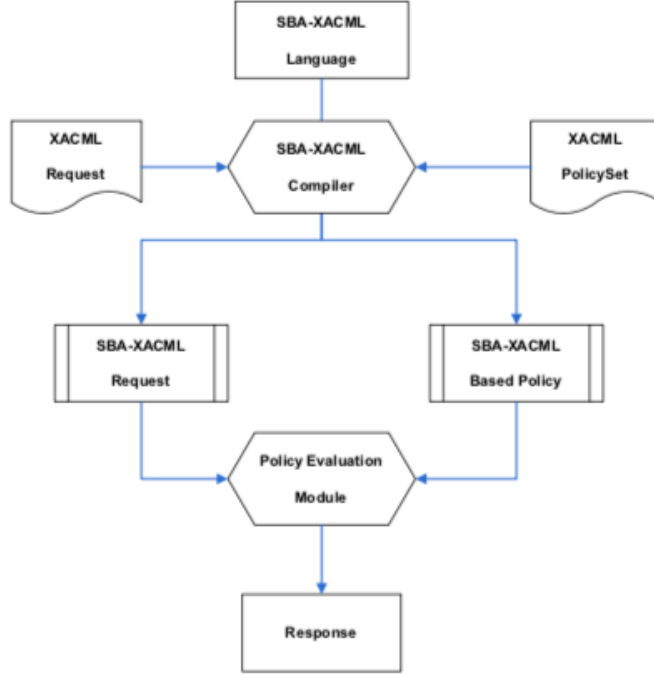 SBA-XACML
Language
XACML
Request
SBA-XACML
Compiler
XACML
PolicySet
SBA-XACML
Request
SBA-XACML
Based Policy
Policy Evaluation
Module
Response